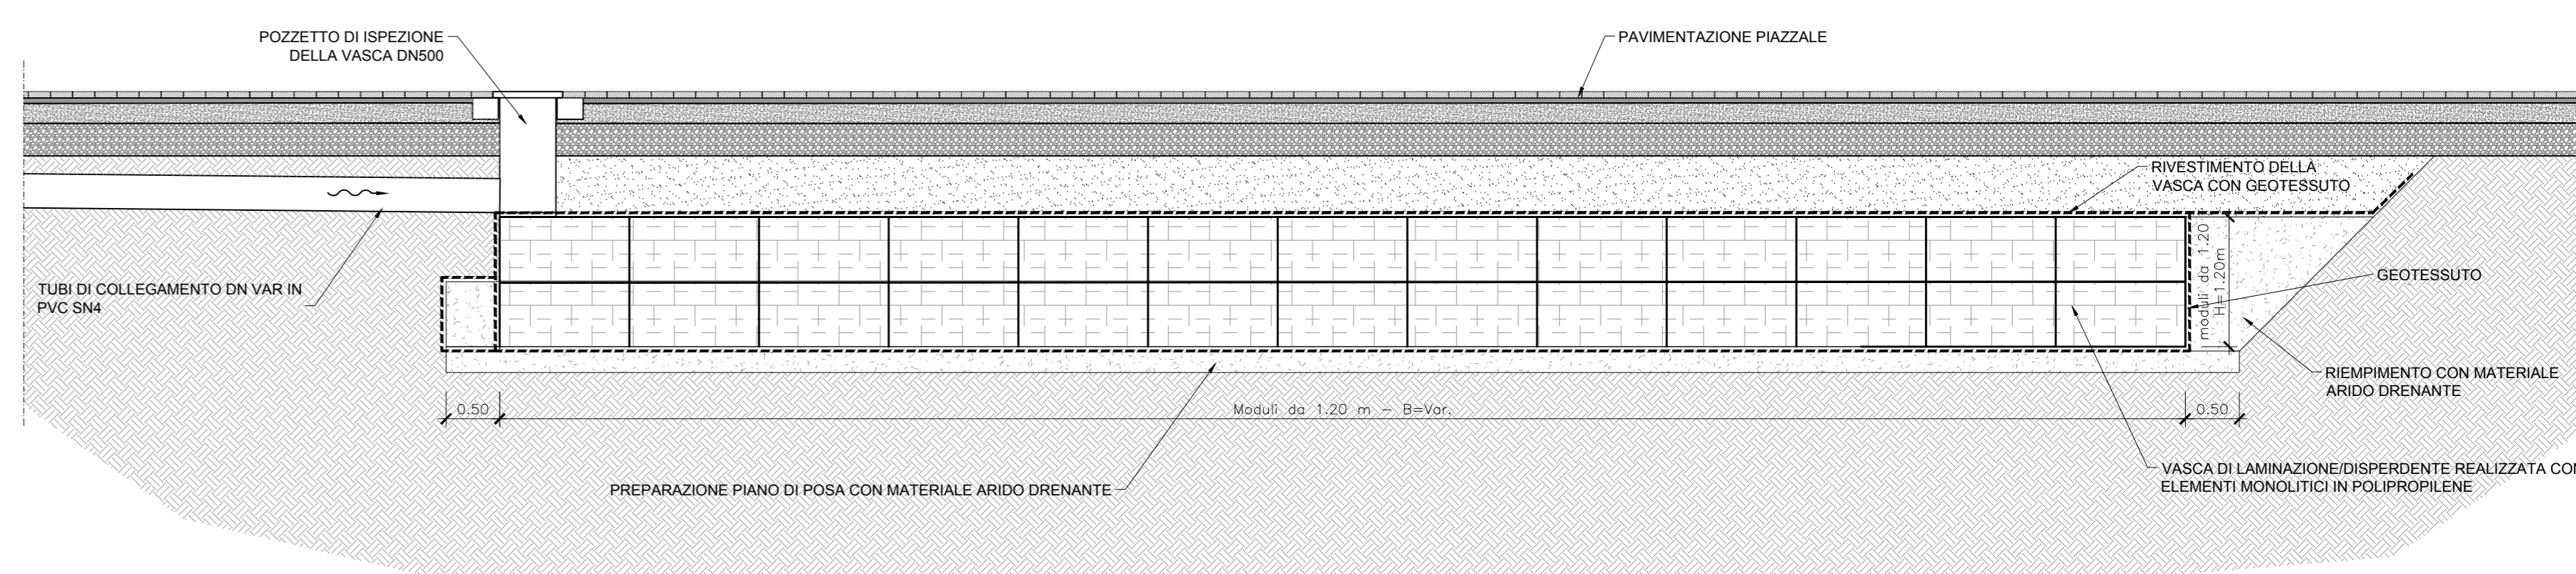 POZZETTO DI ISPEZIONE
DELLA VASCA DN500
PAVIMENTAZIONE PIAZZALE
RIVESTIMENTO DELLA
VASCA CON GEOTESSUTO
TUBI DI COLLEGAMENTO DN VAR IN
PVC SN4
moduli da 1.20
H=1.20m
GEOTESSUTO
RIEMPIMENTO CON MATERIALE
ARIDO DRENANTE
0.50
Moduli da 1.20 m - B=Var.
0.50
PREPARAZIONE PIANO DI POSA CON MATERIALE ARIDO DRENANTE
VASCA DI LAMINAZIONE/DISPERDENTE REALIZZATA CON
ELEMENTI MONOLITICI IN POLIPROPILENE